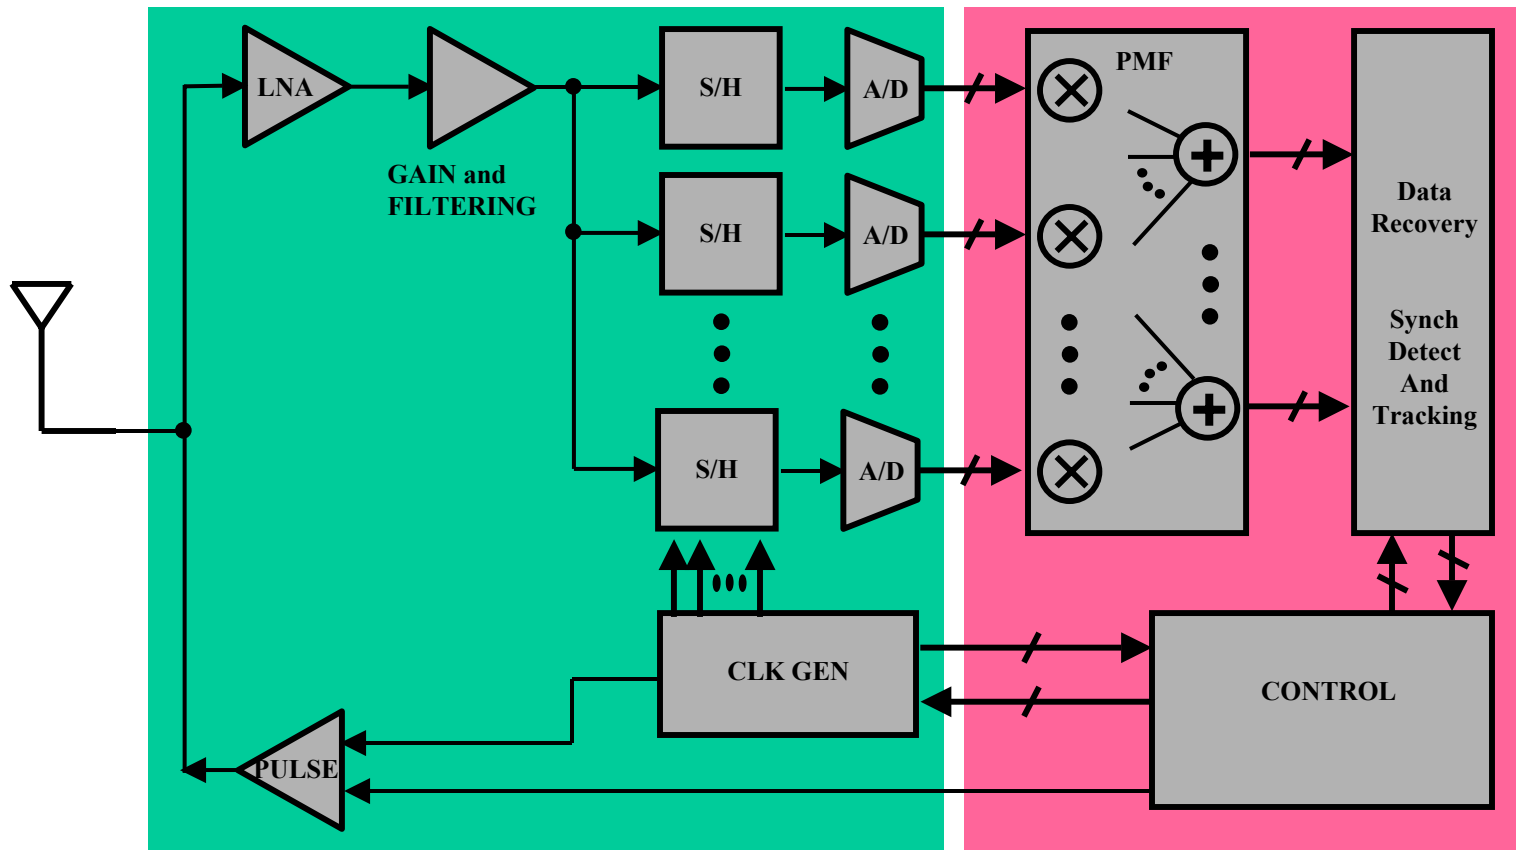 LNA
GAIN and
FILTERING
S/H
A/D
S/H
A/D
S/H
A/D
PMF
Data
Recovery
Synch
Detect
And
Tracking
CLK GEN
CONTROL
PULSE